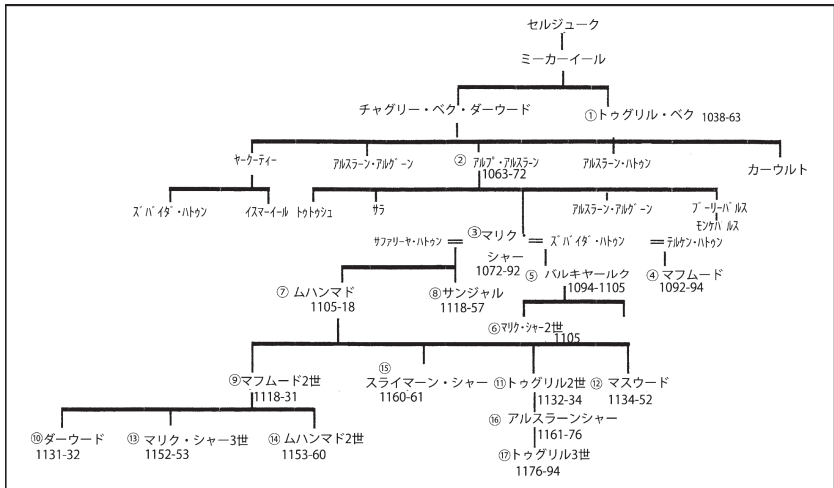 セルジューク
ミーカーイール
チャグリー・ベク・ダーウード
①トゥグリル・ベク 1038-63
ヤークーティー
アルスラーン・アルグーン
② アルプ・アルスラーン
1063-72
アルスラーン・ハトゥン
カーウルト
ズバイダ・ハトゥン
イスマーイール
トゥトゥシュ
サラ
アルスラーン・アルグーン
ブーリーバルス
モンケバルス
サファリーヤ・ハトゥン
③マリク・
シャー
1072-92
ズバイダ・ハトゥン
テルケン・ハトゥン
⑤ バルキヤールク
1094-1105
④マフムード
1092-94
⑦ ムハンマド
1105-18
⑧サンジャル
1118-57
⑥マリク・シャー2世
1105
⑨マフムード2世
1118-31
⑮
スライマーン・シャー
1160-61
⑪トゥグリル2世
1132-34
⑫ マスウード
1134-52
⑩ダーウード
1131-32
⑬ マリク・シャー3世
1152-53
⑭ ムハンマド2世
1153-60
⑯ アルスラーンシャー
1161-76
⑰トゥグリル3世
1176-94